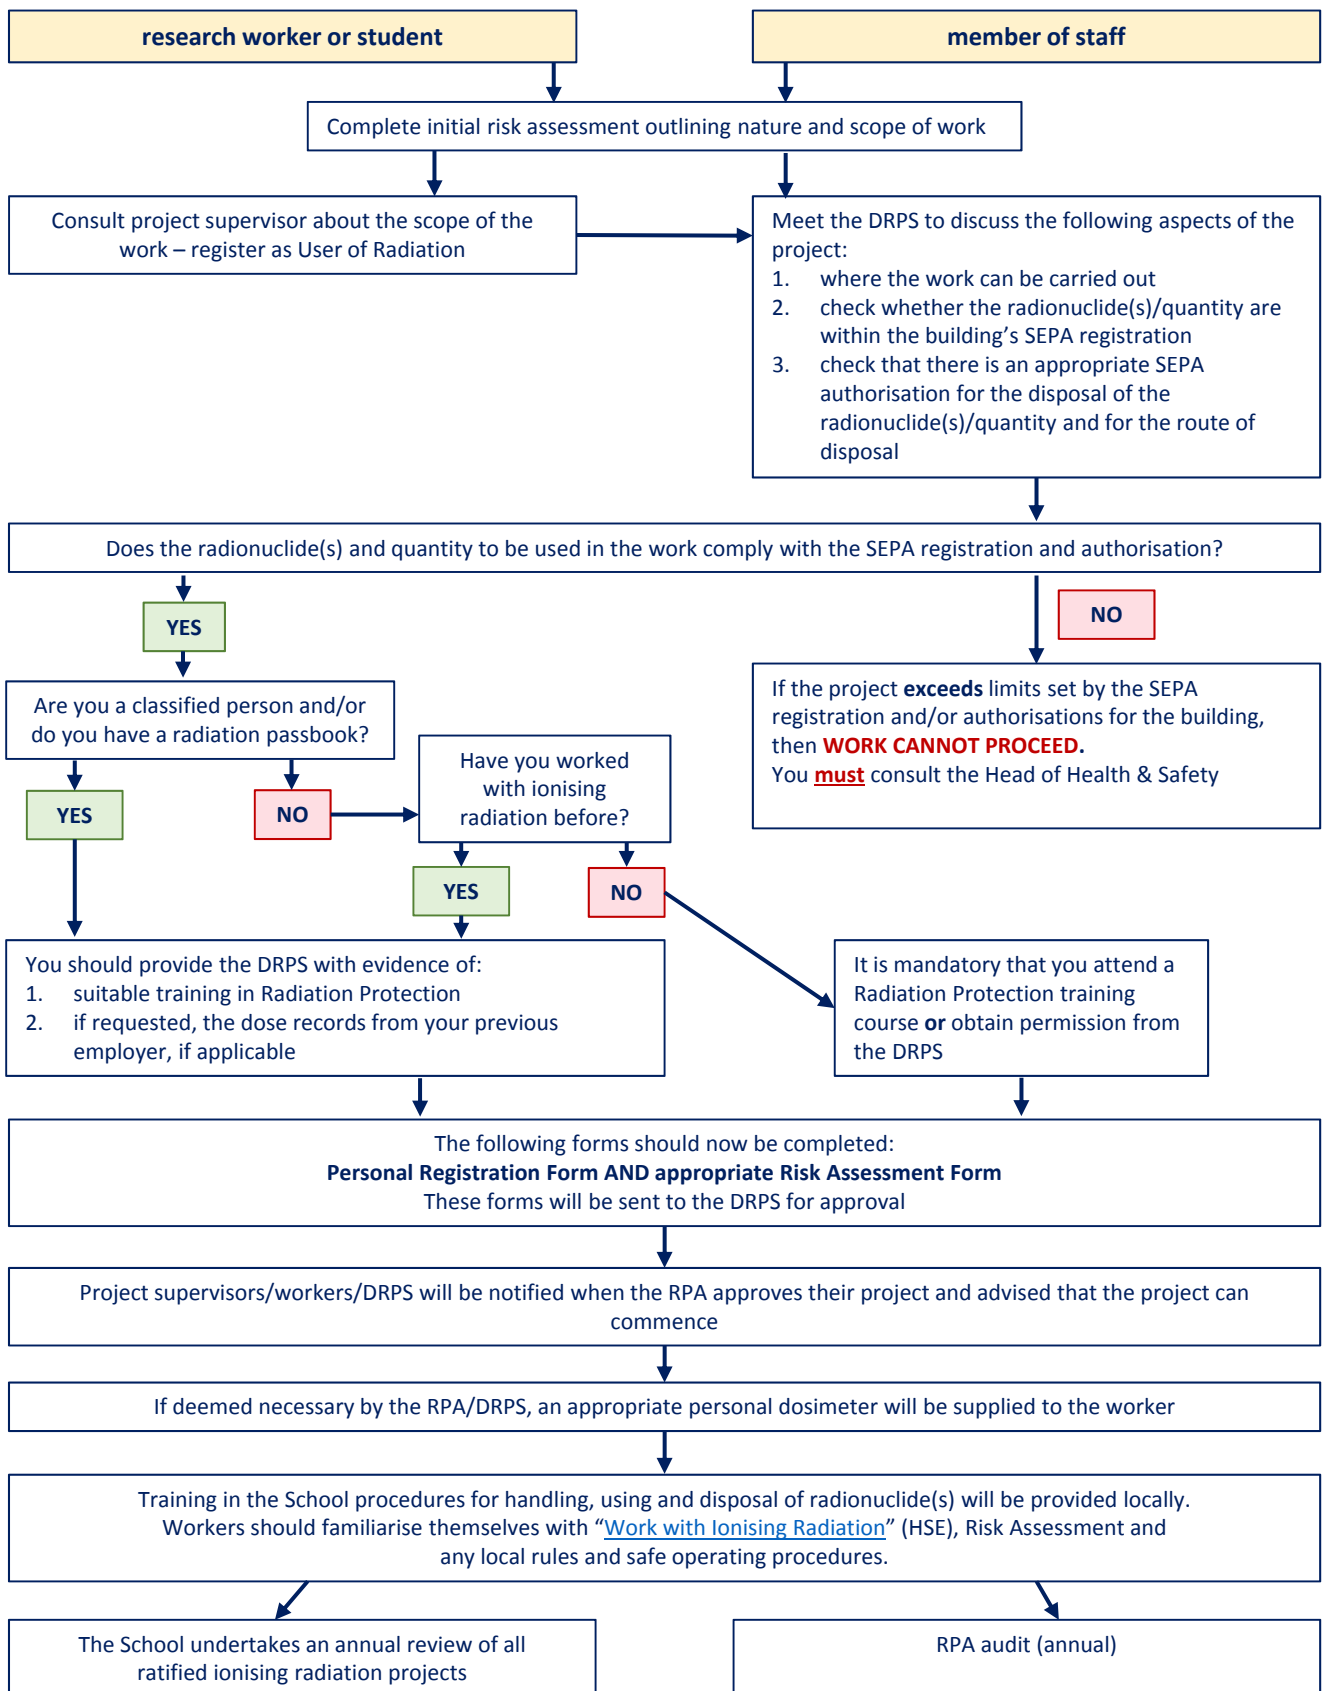 research worker or student
member of staff
Complete initial risk assessment outlining nature and scope of work
Consult project supervisor about the scope of the
work – register as User of Radiation
Meet the DRPS to discuss the following aspects of the
project:
1. where the work can be carried out
2. check whether the radionuclide(s)/quantity are
within the building’s SEPA registration
3. check that there is an appropriate SEPA
authorisation for the disposal of the
radionuclide(s)/quantity and for the route of
disposal
Does the radionuclide(s) and quantity to be used in the work comply with the SEPA registration and authorisation?
YES
NO
Are you a classified person and/or
do you have a radiation passbook?
If the project exceeds limits set by the SEPA
registration and/or authorisations for the building,
then WORK CANNOT PROCEED.
You must consult the Head of Health & Safety
YES
NO
Have you worked
with ionising
radiation before?
YES
NO
You should provide the DRPS with evidence of:
1. suitable training in Radiation Protection
2. if requested, the dose records from your previous
employer, if applicable
It is mandatory that you attend a
Radiation Protection training
course or obtain permission from
the DRPS
The following forms should now be completed:
Personal Registration Form AND appropriate Risk Assessment Form
These forms will be sent to the DRPS for approval
Project supervisors/workers/DRPS will be notified when the RPA approves their project and advised that the project can
commence
If deemed necessary by the RPA/DRPS, an appropriate personal dosimeter will be supplied to the worker
Training in the School procedures for handling, using and disposal of radionuclide(s) will be provided locally.
Workers should familiarise themselves with “Work with Ionising Radiation” (HSE), Risk Assessment and
any local rules and safe operating procedures.
The School undertakes an annual review of all
ratified ionising radiation projects
RPA audit (annual)